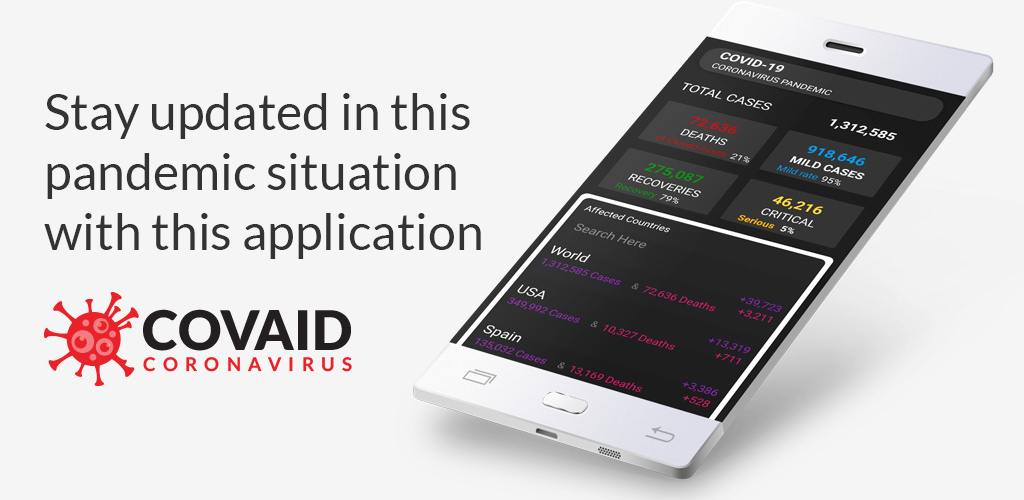 Stay updated in this
pandemic situation
with this application
COVAID
CORONAVIRUS
COVID-19
CORONAVIRUS PANDEMIC
TOTAL CASES
1,312,585
72,636
DEATHS
21%
918,646
MILD CASES
Mild rate 95%
275,087
RECOVERIES
Recovery 79%
46,216
CRITICAL
Serious 5%
Affected Countries
Search Here
World
1,312,585 Cases & 72,636 Deaths +39,723
+3,211
USA
349,992 Cases & 10,327 Deaths +13,319
+711
Spain
135,032 Cases & 13,169 Deaths +3,386
+528